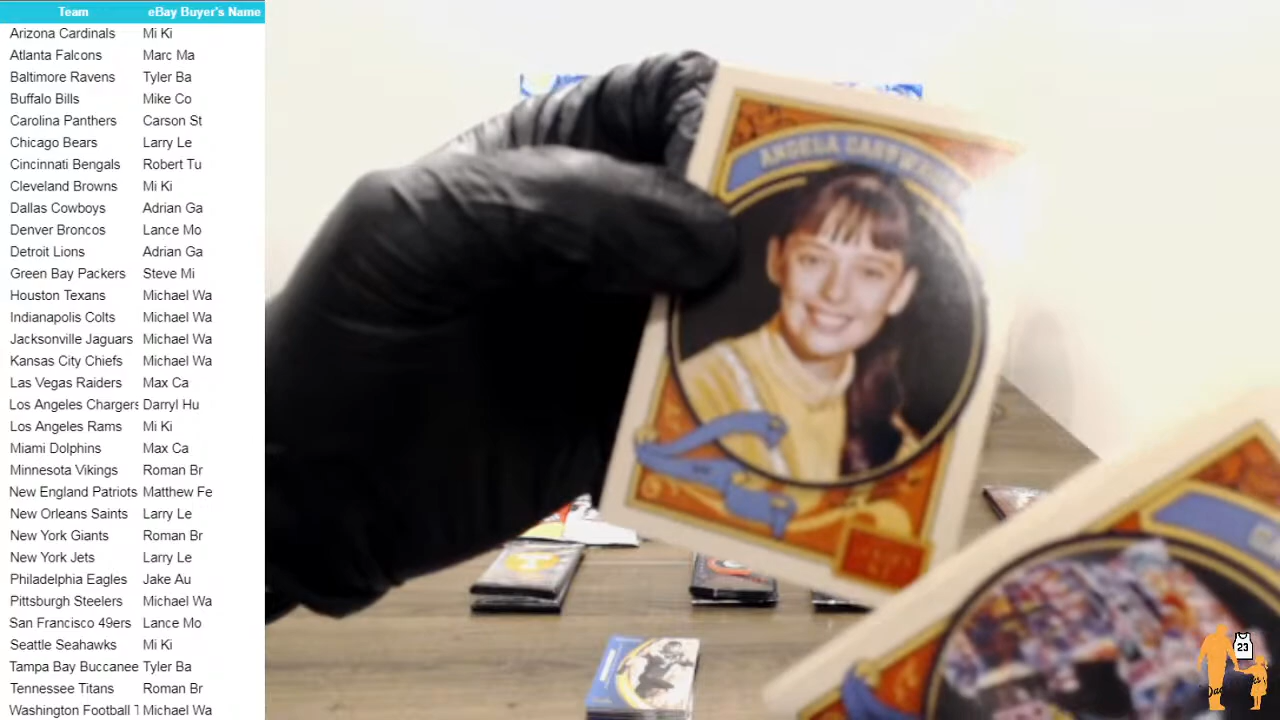 Team eBay Buyer's Name
Arizona Cardinals Mi Ki
Atlanta Falcons Marc Ma
Baltimore Ravens Tyler Ba
Buffalo Bills Mike Co
Carolina Panthers Carson St
Chicago Bears Larry Le
Cincinnati Bengals Robert Tu
Cleveland Browns Mi Ki
Dallas Cowboys Adrian Ga
Denver Broncos Lance Mo
Detroit Lions Adrian Ga
Green Bay Packers Steve Mi
Houston Texans Michael Wa
Indianapolis Colts Michael Wa
Jacksonville Jaguars Michael Wa
Kansas City Chiefs Michael Wa
Las Vegas Raiders Max Ca
Los Angeles Chargers Darryl Hu
Los Angeles Rams Mi Ki
Miami Dolphins Max Ca
Minnesota Vikings Roman Br
New England Patriots Matthew Fe
New Orleans Saints Larry Le
New York Giants Roman Br
New York Jets Larry Le
Philadelphia Eagles Jake Au
Pittsburgh Steelers Michael Wa
San Francisco 49ers Lance Mo
Seattle Seahawks Mi Ki
Tampa Bay Buccanee Tyler Ba
Tennessee Titans Roman Br
Washington Football Michael Wa
ANGELA
23